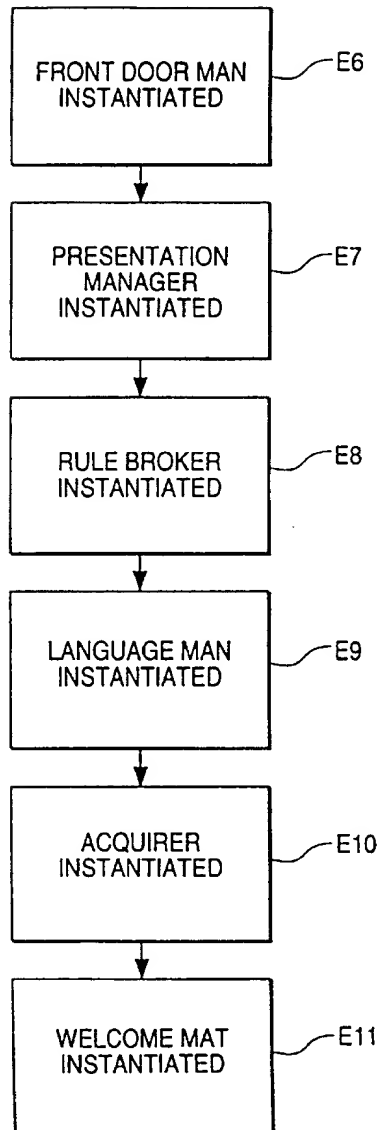 FRONT DOOR MAN
INSTANTIATED
E6
PRESENTATION
MANAGER
INSTANTIATED
E7
RULE BROKER
INSTANTIATED
E8
LANGUAGE MAN
INSTANTIATED
E9
ACQUIRER
INSTANTIATED
E10
WELCOME MAT
INSTANTIATED
E11